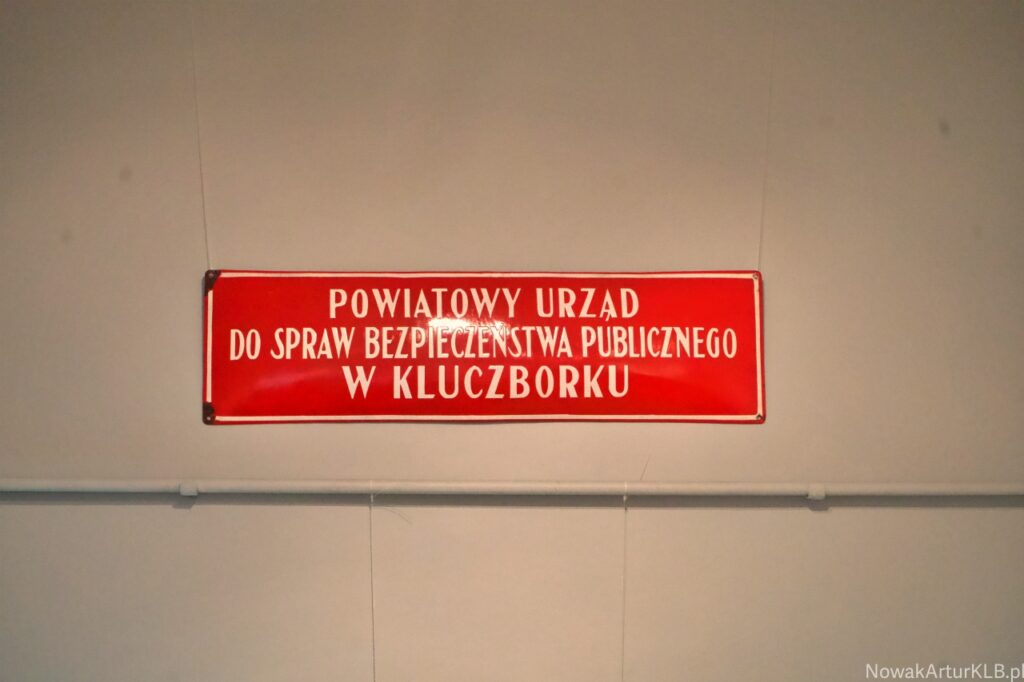 POWIATOWY URZĄD
DO SPRAW BEZPIECZEŃSTWA PUBLICZNEGO
W KLUCZBORKU
NowakArturKLB.pl